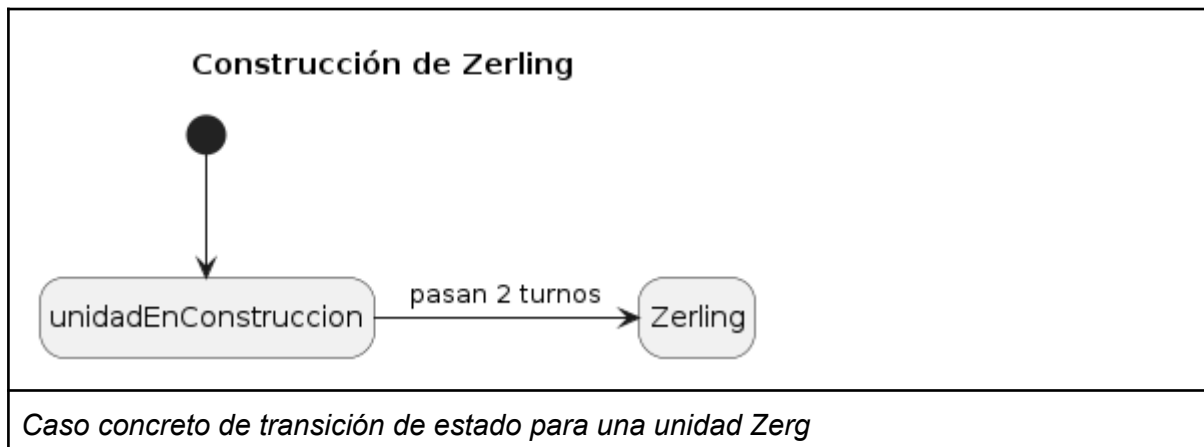 Construcción de Zerling
unidadEnConstruccion
pasan 2 turnos
Zerling
Caso concreto de transición de estado para una unidad Zerg